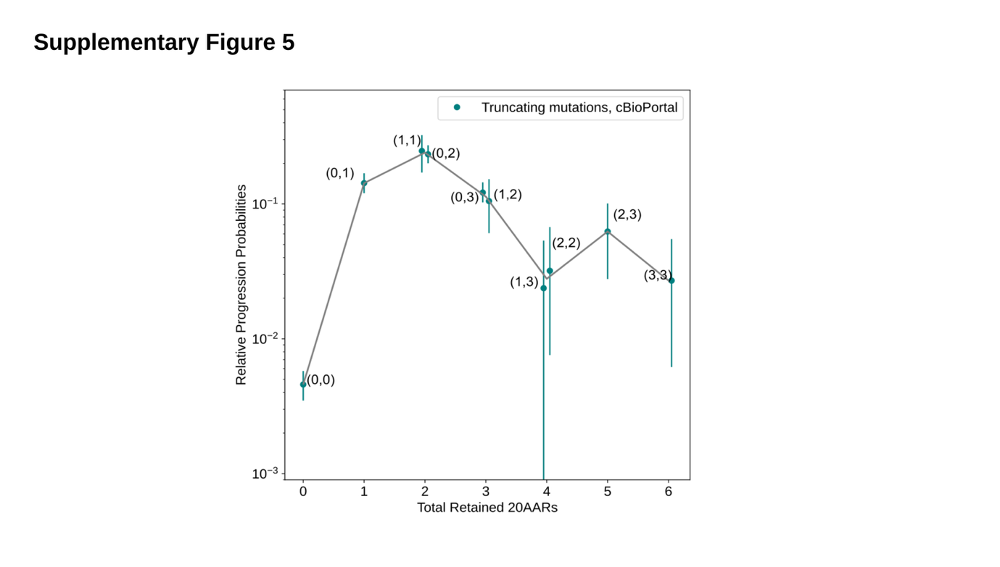 Supplementary Figure 5
Truncating mutations, cBioPortal
(1,1)
(0,2)
(0,1)
(0,3)
(1,2)
(2,3)
(2,2)
(1,3)
(3,3)
(0,0)
Relative Progression Probabilities
10⁻¹
10⁻²
10⁻³
0 1 2 3 4 5 6
Total Retained 20AARs